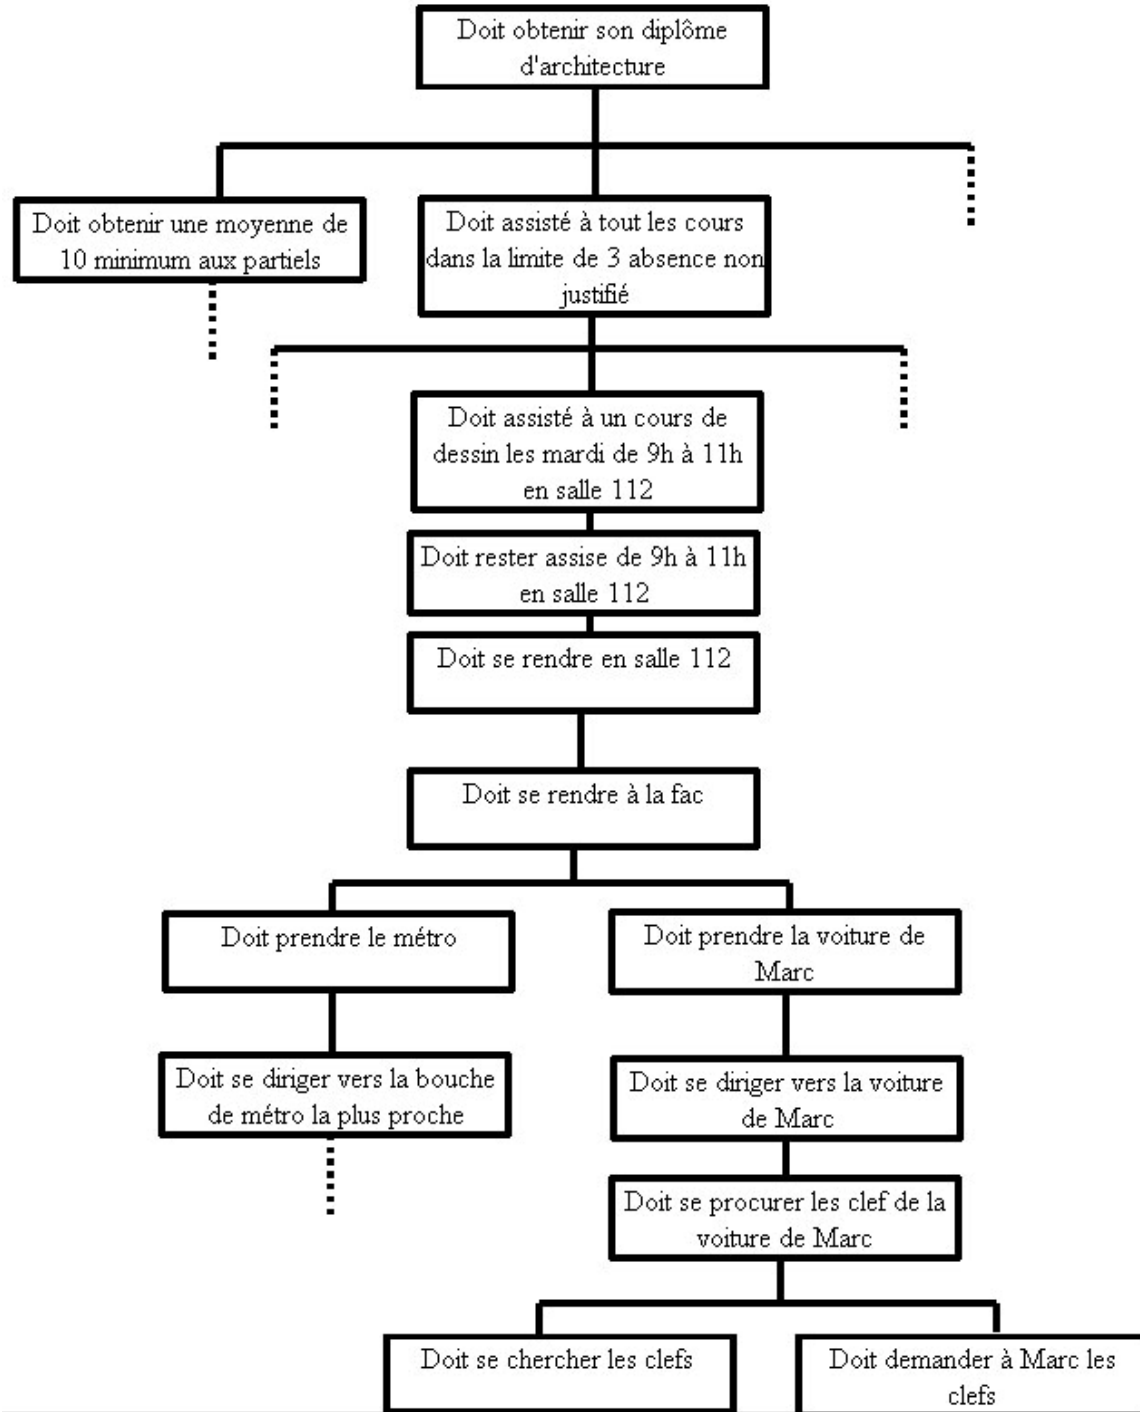 Doit obtenir son diplôme
d'architecture
Doit obtenir une moyenne de
10 minimum aux partiels
Doit assisté à tout les cours
dans la limite de 3 absence non
justifié
Doit assisté à un cours de
dessin les mardi de 9h à 11h
en salle 112
Doit rester assise de 9h à 11h
en salle 112
Doit se rendre en salle 112
Doit se rendre à la fac
Doit prendre le métro
Doit prendre la voiture de
Marc
Doit se diriger vers la bouche
de métro la plus proche
Doit se diriger vers la voiture
de Marc
Doit se procurer les clef de la
voiture de Marc
Doit se chercher les clefs
Doit demander à Marc les
clefs